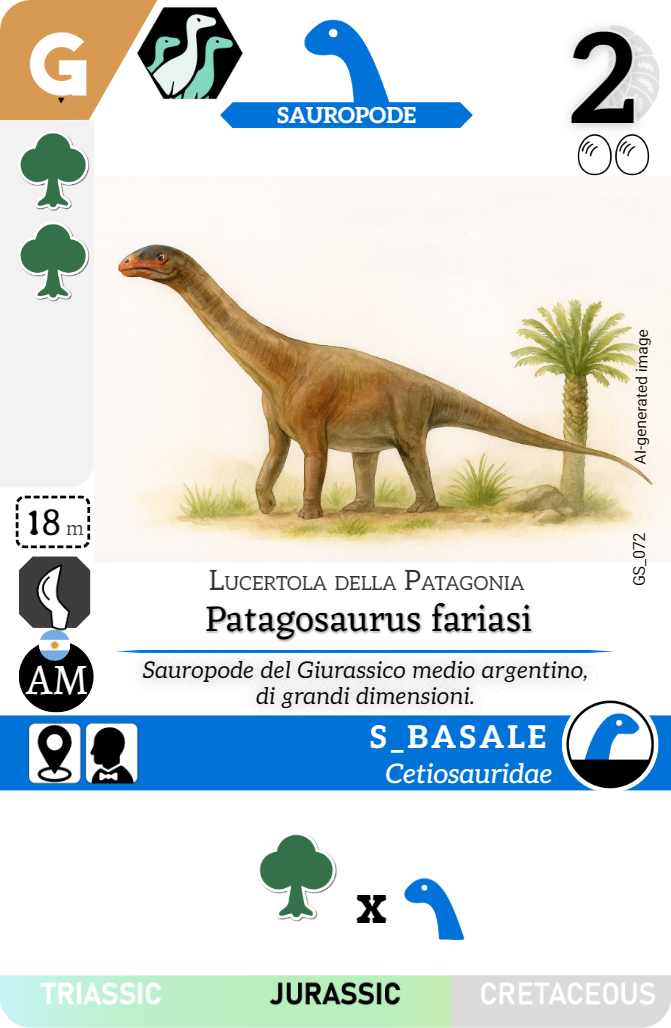 G
SAUROPODE
2
AI-generated image
18 m
GS_072
LUCERTOLA DELLA PATAGONIA
Patagosaurus fariasi
AM
Sauropode del Giurassico medio argentino,
di grandi dimensioni.
S_BASALE
Cetiosauridae
x
TRIASSIC JURASSIC CRETACEOUS